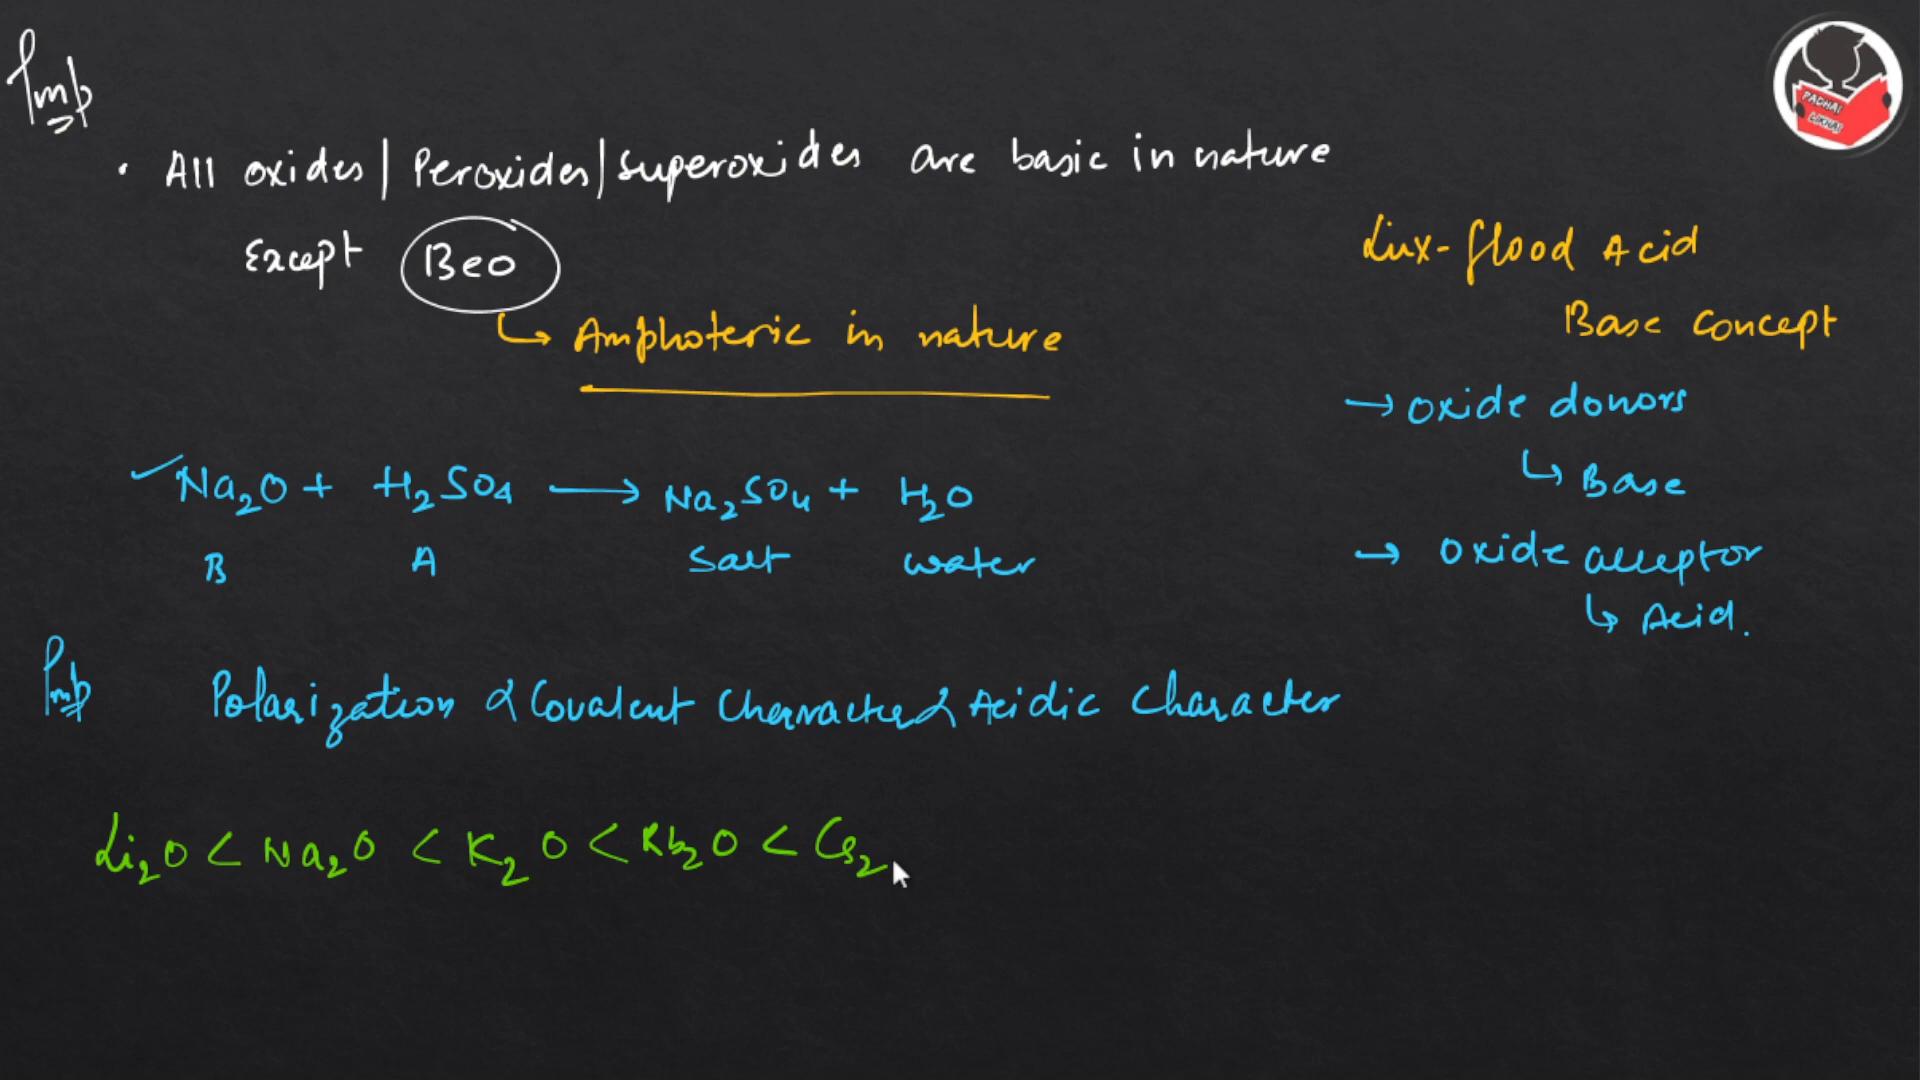 Imp
• All oxides | Peroxides | superoxides are basic in nature
Except BeO
↳ Amphoteric in nature
Lux-flood Acid
Base concept
→ oxide donors
↳ Base
→ oxide acceptor
↳ Acid.
✓Na₂O + H₂SO₄ ⟶ Na₂SO₄ + H₂O
B A Salt water
Imp Polarization ∝ Covalent Character ∝ Acidic character
Li₂O < Na₂O < K₂O < Rb₂O < Cs₂
PADHAI
LIKHAI